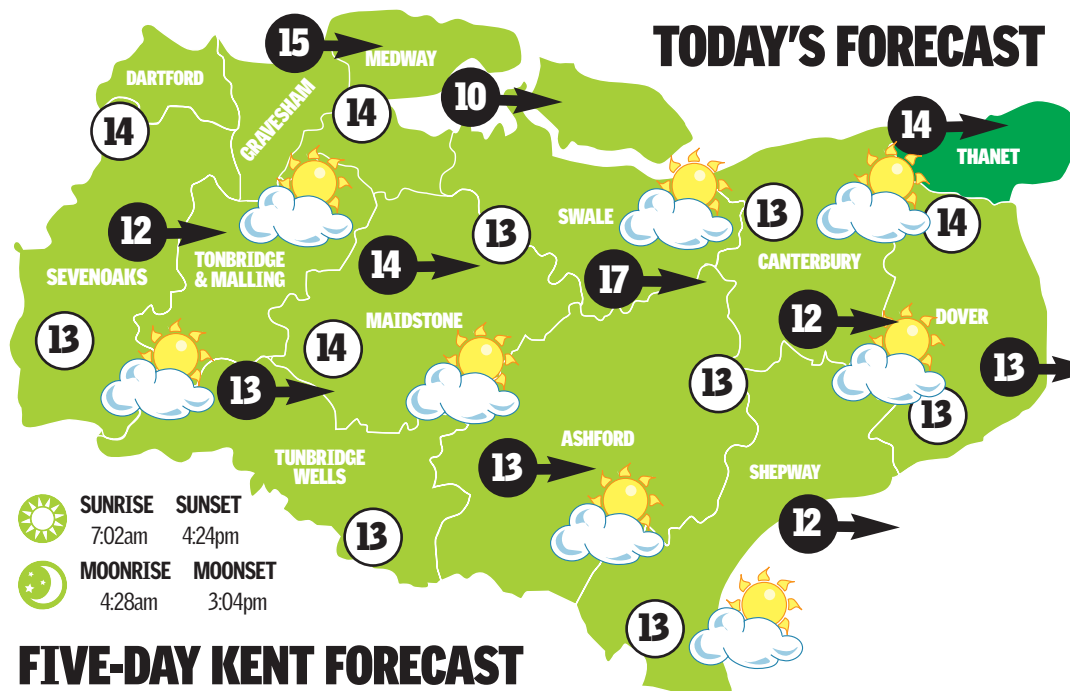 TODAY'S FORECAST
15
MEDWAY
DARTFORD
10
GRAVESHAM
14
14
14
THANET
13
SWALE
14
12
13
CANTERBURY
TONBRIDGE
& MALLING
SEVENOAKS
14
17
MAIDSTONE
12
DOVER
13
14
13
13
13
13
ASHFORD
TUNBRIDGE
WELLS
13
SHEPWAY
12
13
13
SUNRISE SUNSET
7:02am 4:24pm
MOONRISE MOONSET
4:28am 3:04pm
FIVE-DAY KENT FORECAST